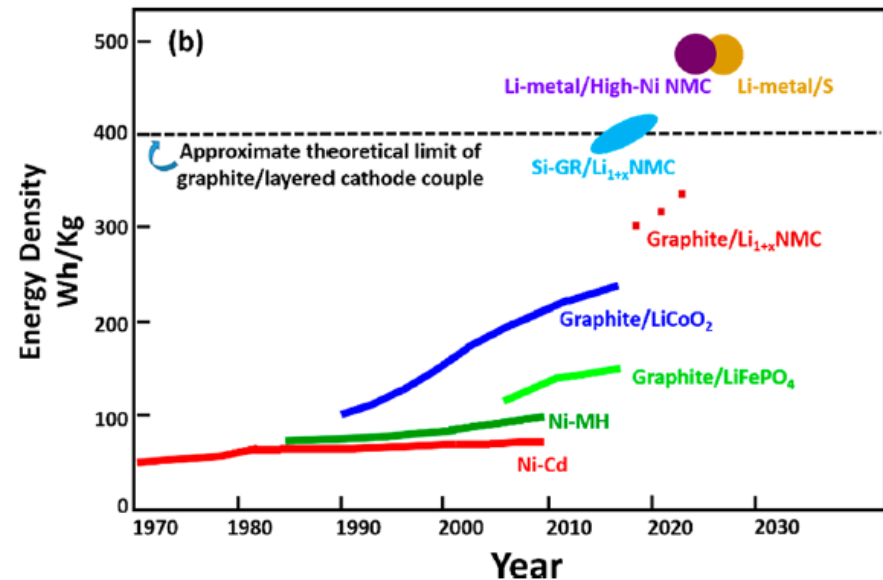 (b)
500
Li-metal/High-Ni NMC
Li-metal/S
400
Approximate theoretical limit of
graphite/layered cathode couple
Si-GR/Li₁₊ₓNMC
300
Graphite/Li₁₊ₓNMC
Energy Density
Wh/Kg
200
Graphite/LiCoO₂
Graphite/LiFePO₄
100
Ni-MH
Ni-Cd
0
1970 1980 1990 2000 2010 2020 2030
Year